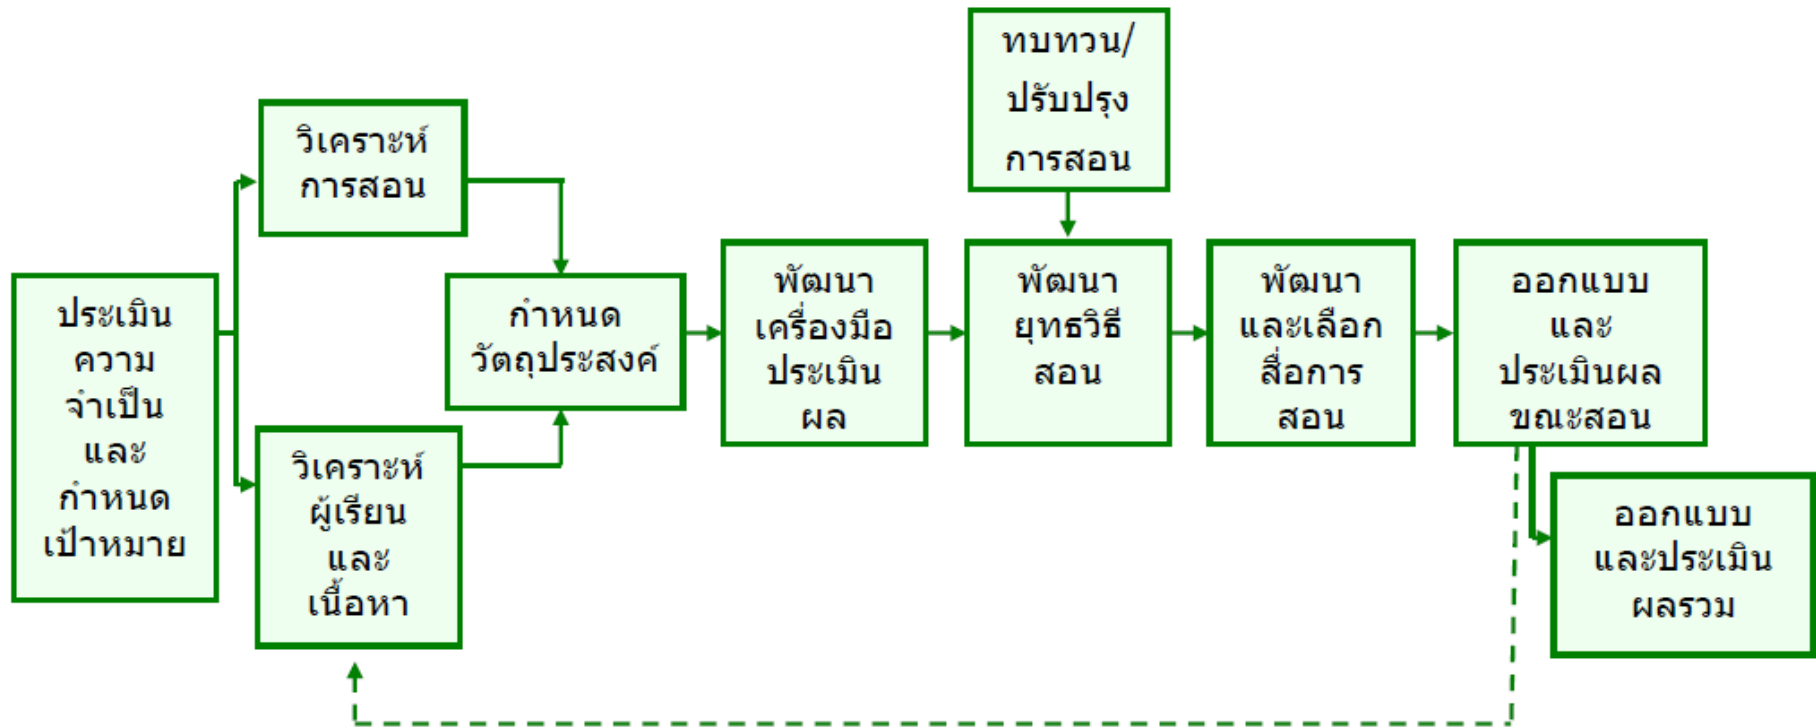 ประเมิน
ความ
จำเป็น
และ
กำหนด
เป้าหมาย
วิเคราะห์
การสอน
วิเคราะห์
ผู้เรียน
และ
เนื้อหา
กำหนด
วัตถุประสงค์
พัฒนา
เครื่องมือ
ประเมิน
ผล
ทบทวน/
ปรับปรุง
การสอน
พัฒนา
ยุทธวิธี
สอน
พัฒนา
และเลือก
สื่อการ
สอน
ออกแบบ
และ
ประเมินผล
ขณะสอน
ออกแบบ
และประเมิน
ผลรวม